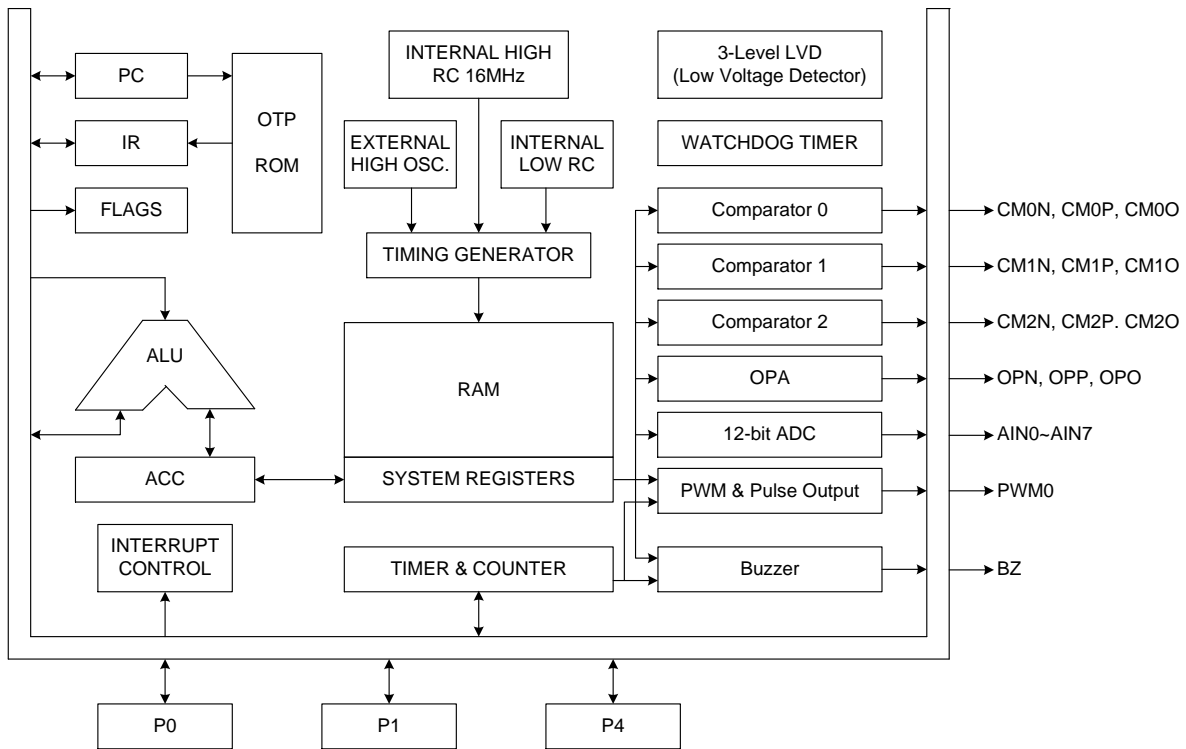 PC
IR
FLAGS
OTP
ROM
INTERNAL HIGH
RC 16MHz
EXTERNAL
HIGH OSC.
INTERNAL
LOW RC
TIMING GENERATOR
3-Level LVD
(Low Voltage Detector)
WATCHDOG TIMER
ALU
ACC
RAM
SYSTEM REGISTERS
INTERRUPT
CONTROL
TIMER & COUNTER
Comparator 0
CM0N, CM0P, CM0O
Comparator 1
CM1N, CM1P, CM1O
Comparator 2
CM2N, CM2P. CM2O
OPA
OPN, OPP, OPO
12-bit ADC
AIN0~AIN7
PWM & Pulse Output
PWM0
Buzzer
BZ
P0
P1
P4